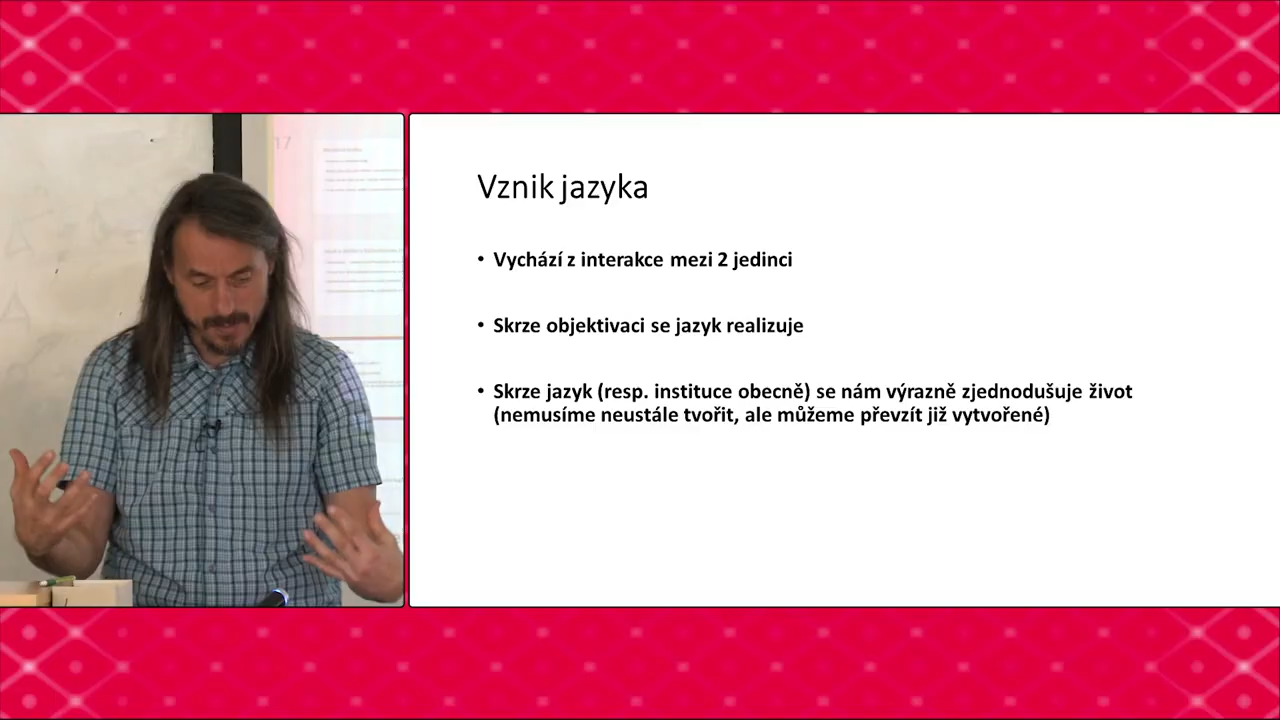 17
Vznik jazyka
• Vychází z interakce mezi 2 jedinci
• Skrze objektivaci se jazyk realizuje
• Skrze jazyk (resp. instituce obecně) se nám výrazně zjednodušuje život
(nemusíme neustále tvořit, ale můžeme převzít již vytvořené)